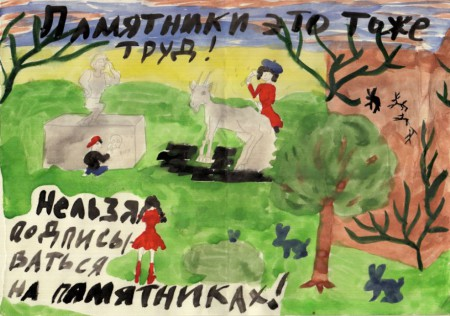 Памятники это тоже
труд!
Нельзя
подписы,
ваться
на памятниках!